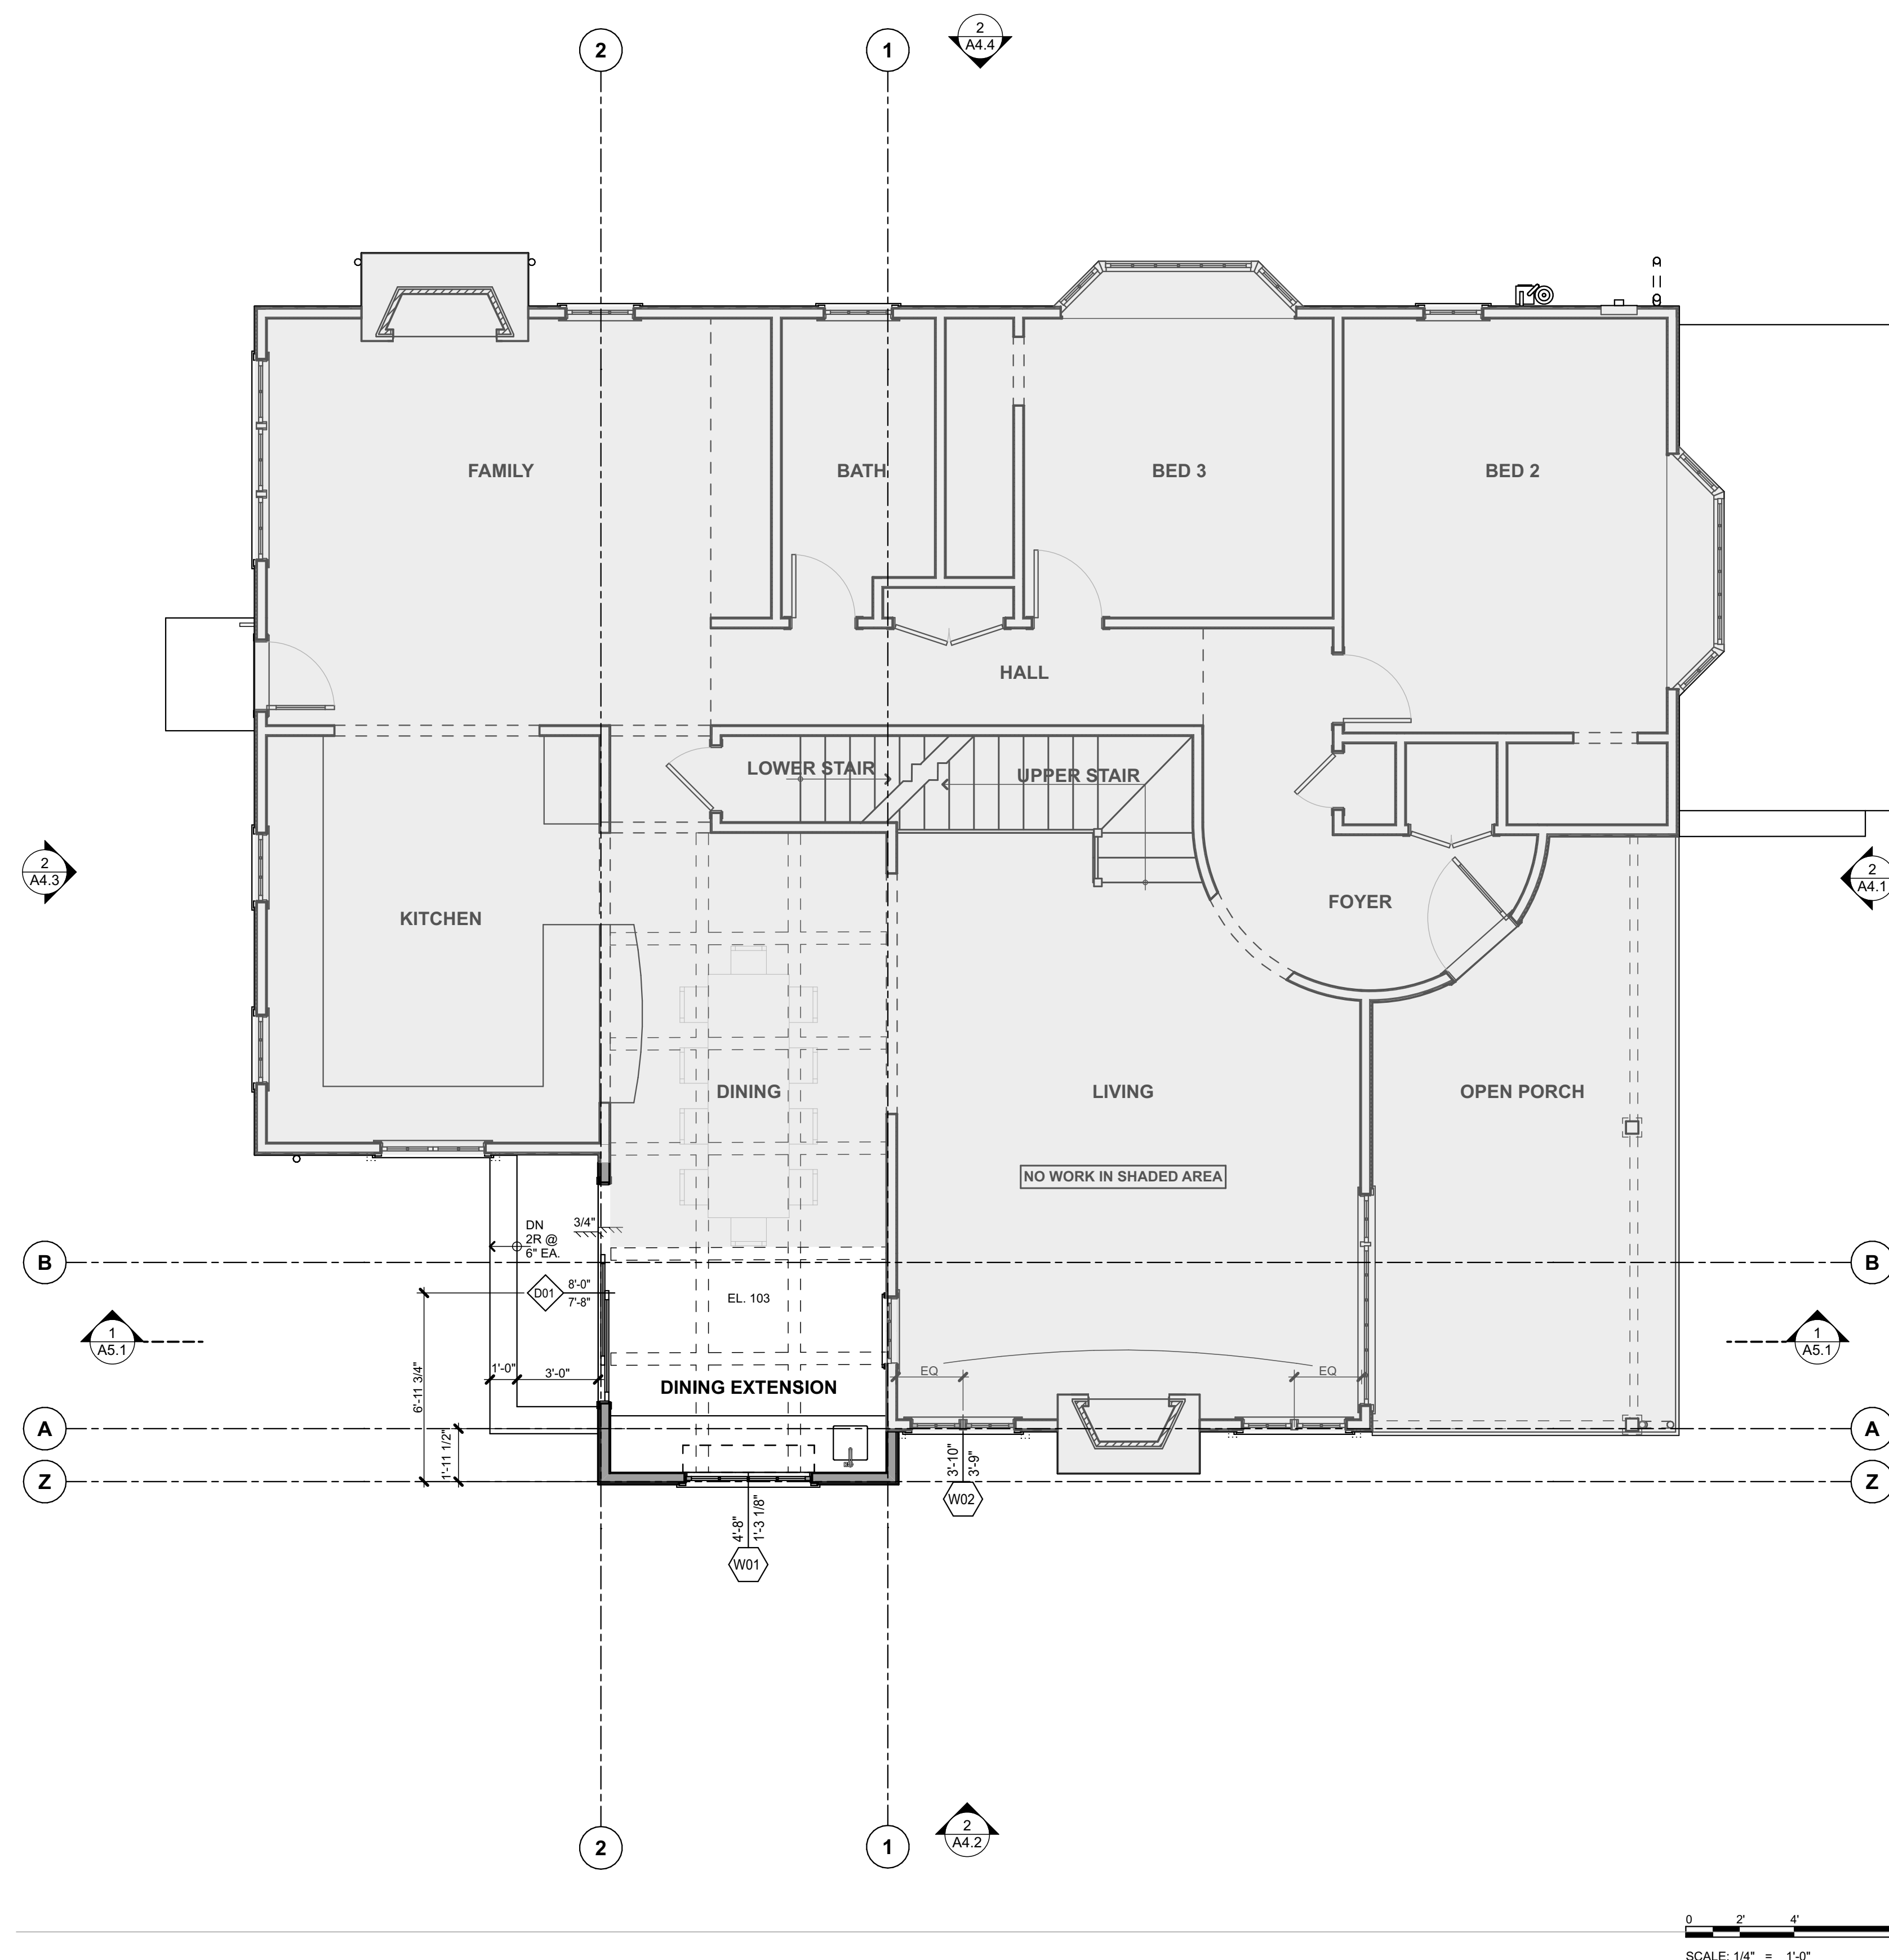 2
1
2
A4.4
FAMILY
BATH
BED 3
BED 2
HALL
LOWER STAIR
UPPER STAIR
2
A4.3
2
A4.1
KITCHEN
FOYER
DINING
LIVING
OPEN PORCH
NO WORK IN SHADED AREA
DN
2R @
6" EA.
3/4"
B
B
D01
8'-0"
7'-8"
EL. 103
1
A5.1
1
A5.1
6'-11 3/4"
1'-0"
3'-0"
EQ
EQ
DINING EXTENSION
A
A
1'-11 1/2"
3'-10"
3'-9"
Z
Z
W02
4'-8"
1'-3 1/8"
W01
2
1
2
A4.2
0 2' 4'
SCALE: 1/4" = 1'-0"